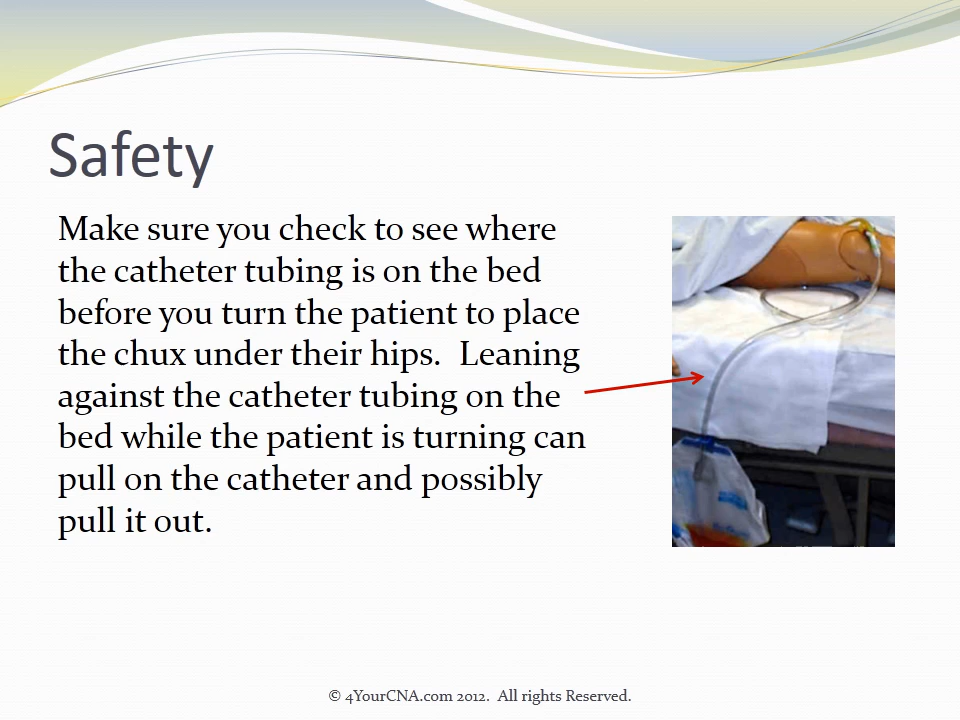 Safety
Make sure you check to see where
the catheter tubing is on the bed
before you turn the patient to place
the chux under their hips.  Leaning
against the catheter tubing on the
bed while the patient is turning can
pull on the catheter and possibly
pull it out.
© 4YourCNA.com 2012.  All rights Reserved.